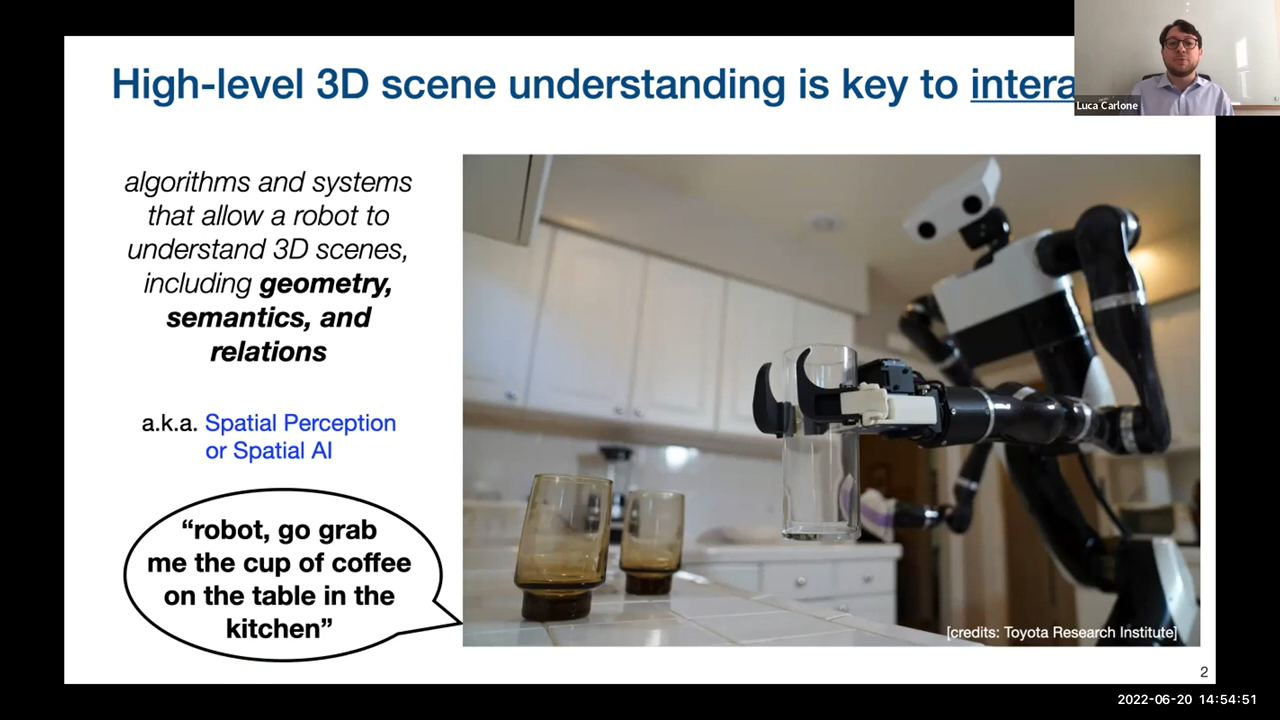 High-level 3D scene understanding is key to
Luca Carlone
algorithms and systems
that allow a robot to
understand 3D scenes,
including geometry,
semantics, and
relations
a.k.a. Spatial Perception
or Spatial AI
“robot, go grab
me the cup of coffee
on the table in the
kitchen”
[credits: Toyota Research Institute]
2
2022-06-20 14:54:51